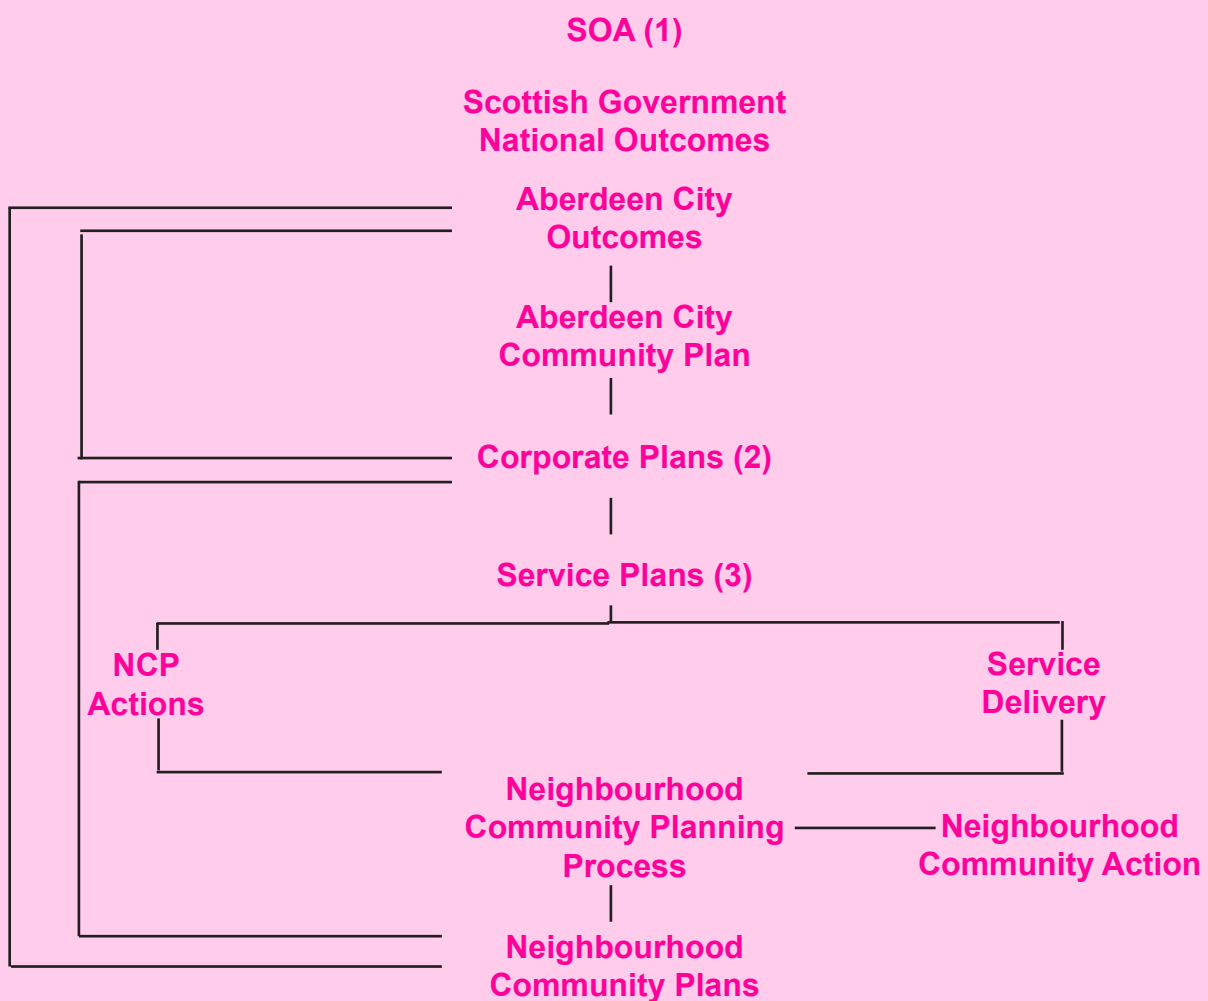 SOA (1)
Scottish Government
National Outcomes
Aberdeen City
Outcomes
Aberdeen City
Community Plan
Corporate Plans (2)
Service Plans (3)
NCP
Actions
Service
Delivery
Neighbourhood
Community Planning
Process
Neighbourhood
Community Action
Neighbourhood
Community Plans